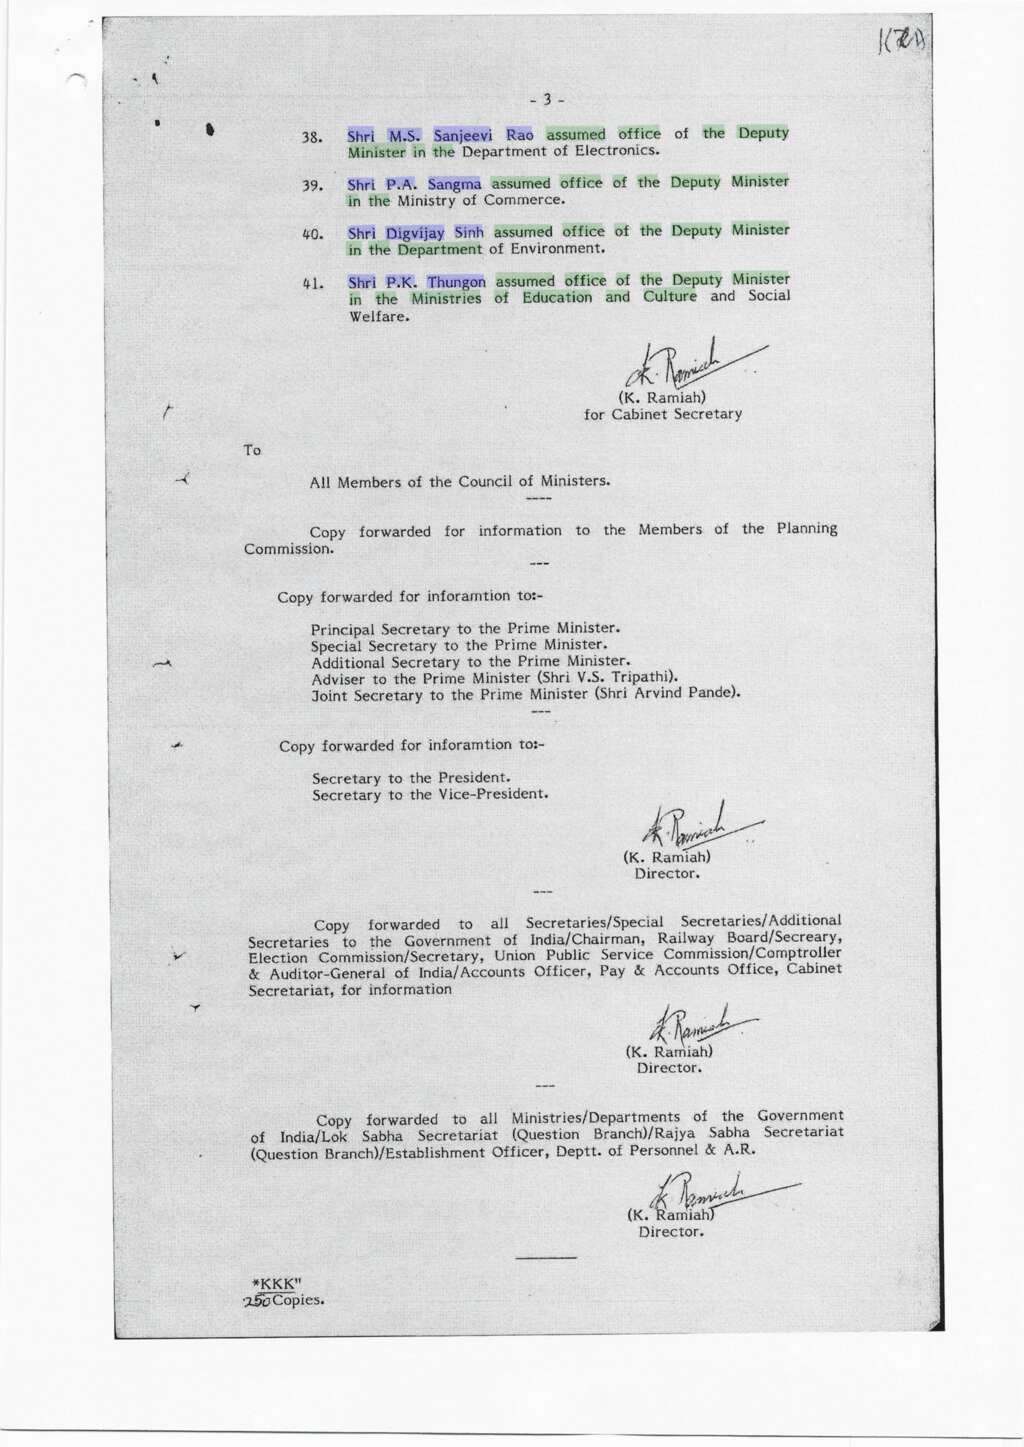 - 3 -
38. Shri M.S. Sanjeevi Rao assumed office of the Deputy
Minister in the Department of Electronics.
39. Shri P.A. Sangma assumed office of the Deputy Minister
in the Ministry of Commerce.
40. Shri Digvijay Sinh assumed office of the Deputy Minister
in the Department of Environment.
41. Shri P.K. Thungon assumed office of the Deputy Minister
in the Ministries of Education and Culture and Social
Welfare.
K. Ramiah
(K. Ramiah)
for Cabinet Secretary
To
All Members of the Council of Ministers.
----
Copy forwarded for information to the Members of the Planning
Commission.
---
Copy forwarded for inforamtion to:-
Principal Secretary to the Prime Minister.
Special Secretary to the Prime Minister.
Additional Secretary to the Prime Minister.
Adviser to the Prime Minister (Shri V.S. Tripathi).
Joint Secretary to the Prime Minister (Shri Arvind Pande).
---
Copy forwarded for inforamtion to:-
Secretary to the President.
Secretary to the Vice-President.
K. Ramiah
(K. Ramiah)
Director.
---
Copy forwarded to all Secretaries/Special Secretaries/Additional
Secretaries to the Government of India/Chairman, Railway Board/Secreary,
Election Commission/Secretary, Union Public Service Commission/Comptroller
& Auditor-General of India/Accounts Officer, Pay & Accounts Office, Cabinet
Secretariat, for information
K. Ramiah
(K. Ramiah)
Director.
---
Copy forwarded to all Ministries/Departments of the Government
of India/Lok Sabha Secretariat (Question Branch)/Rajya Sabha Secretariat
(Question Branch)/Establishment Officer, Deptt. of Personnel & A.R.
K. Ramiah
(K. Ramiah)
Director.
*KKK"
250 Copies.